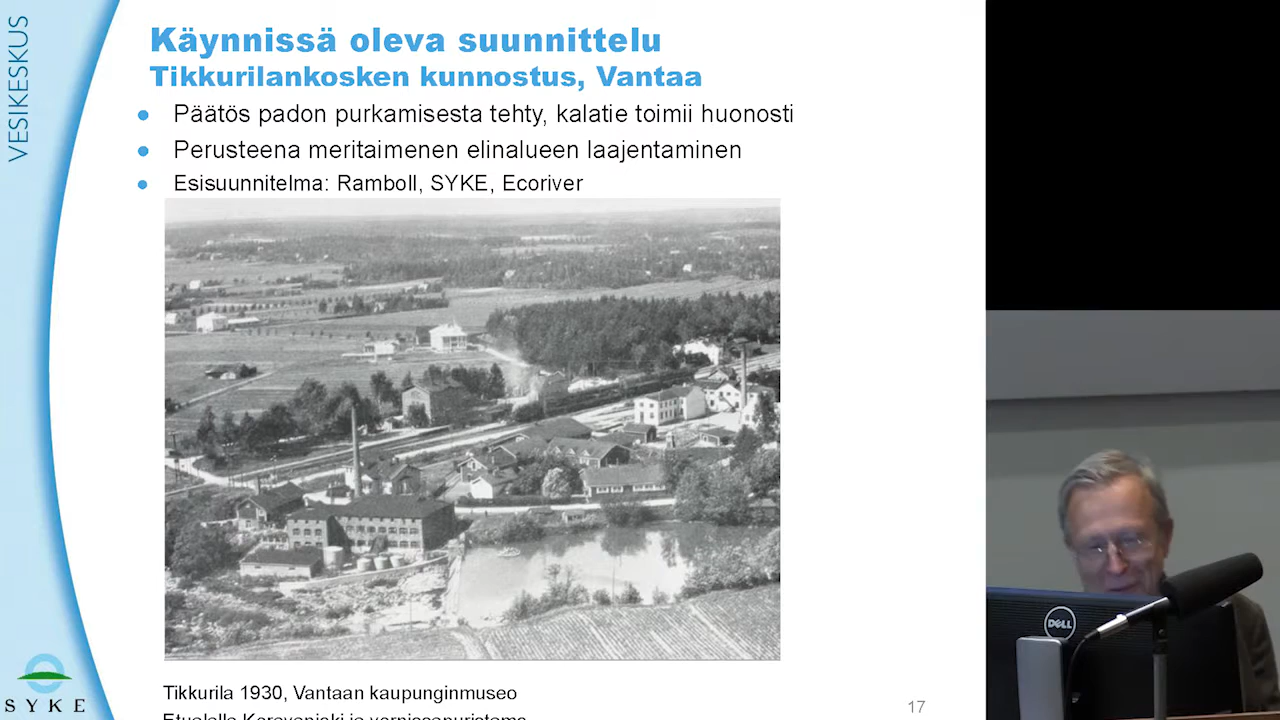 VESIKESKUS
Käynnissä oleva suunnittelu
Tikkurilankosken kunnostus, Vantaa
Päätös padon purkamisesta tehty, kalatie toimii huonosti
Perusteena meritaimenen elinalueen laajentaminen
Esisuunnitelma: Ramboll, SYKE, Ecoriver
Tikkurila 1930, Vantaan kaupunginmuseo
17
SYKE
DELL